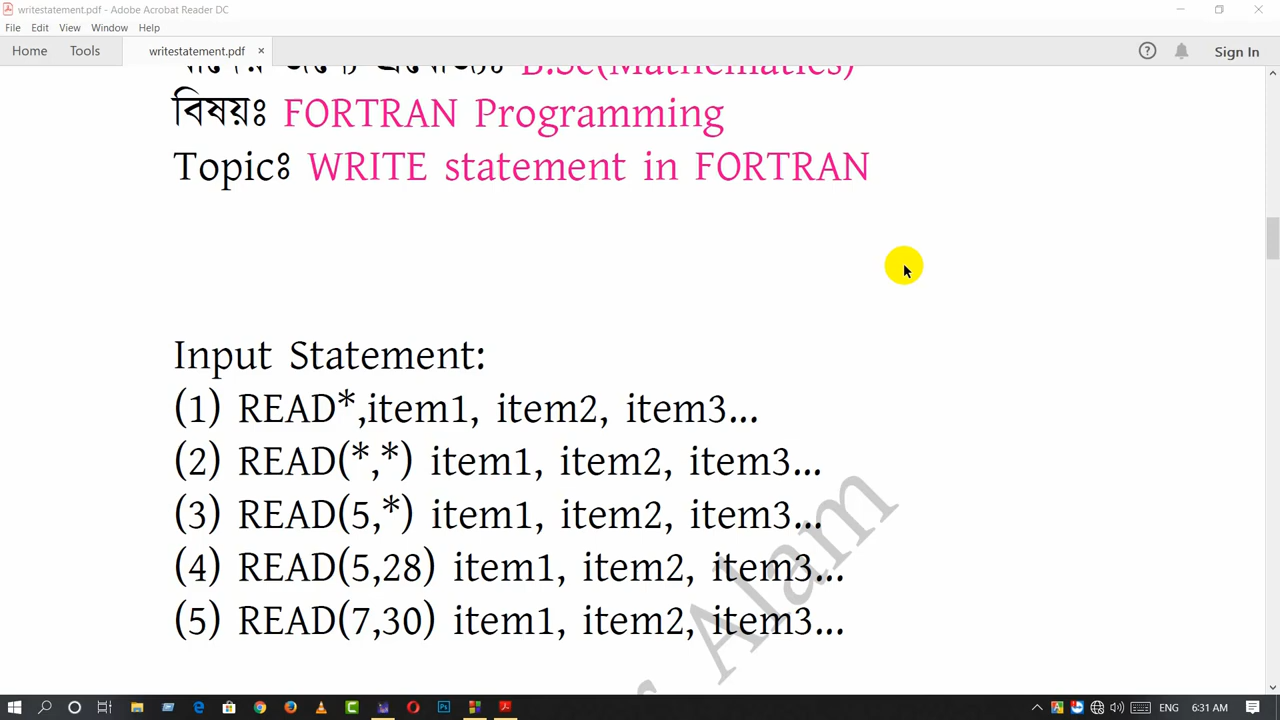 writestatement.pdf - Adobe Acrobat Reader DC
File Edit View Window Help
Home Tools writestatement.pdf × Sign In
B.Sc(Mathematics)
বিষয়ঃ FORTRAN Programming
Topicঃ WRITE statement in FORTRAN
Input Statement:
(1) READ*,item1, item2, item3...
(2) READ(*,*) item1, item2, item3...
(3) READ(5,*) item1, item2, item3...
(4) READ(5,28) item1, item2, item3...
(5) READ(7,30) item1, item2, item3...
Alam
ENG 6:31 AM